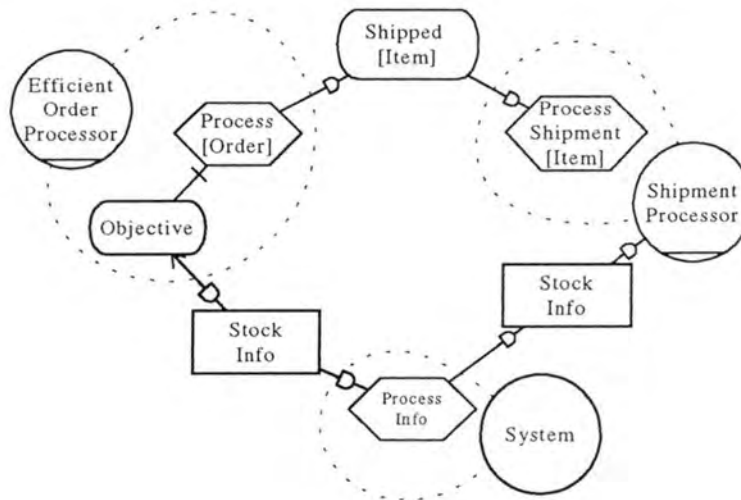 Shipped
[Item]
Efficient
Order
Processor
Process
[Order]
Process
Shipment
[Item]
Shipment
Processor
Objective
Stock
Info
Stock
Info
Process
Info
System